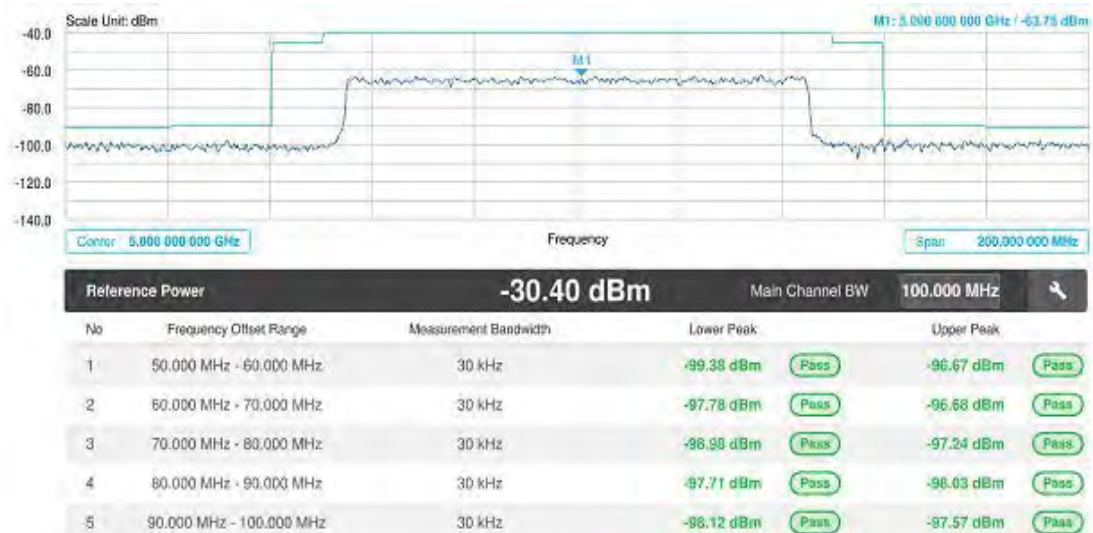 Scale Unit: dBm
M1: 5.000 000 000 GHz / -63.75 dBm
-40.0
M1
-60.0
-80.0
-100.0
-120.0
-140.0
Center 5.000 000 000 GHz
Frequency
Span 200.000 000 MHz
Reference Power -30.40 dBm Main Channel BW 100.000 MHz
No Frequency Offset Range Measurement Bandwidth Lower Peak Upper Peak
1 50.000 MHz - 60.000 MHz 30 kHz -99.38 dBm Pass -96.67 dBm Pass
2 60.000 MHz - 70.000 MHz 30 kHz -97.78 dBm Pass -96.68 dBm Pass
3 70.000 MHz - 80.000 MHz 30 kHz -98.98 dBm Pass -97.24 dBm Pass
4 80.000 MHz - 90.000 MHz 30 kHz -97.71 dBm Pass -98.03 dBm Pass
5 90.000 MHz - 100.000 MHz 30 kHz -98.12 dBm Pass -97.57 dBm Pass